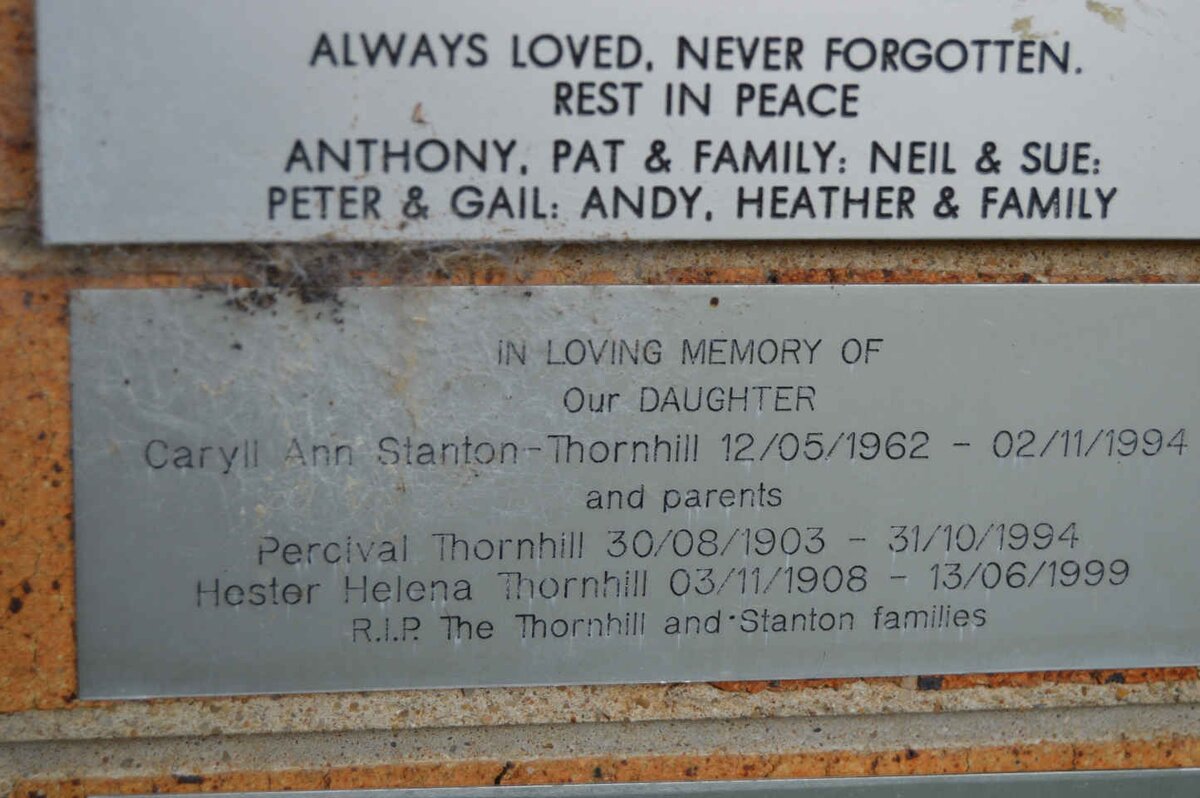 ALWAYS LOVED, NEVER FORGOTTEN.
REST IN PEACE
ANTHONY, PAT & FAMILY: NEIL & SUE:
PETER & GAIL: ANDY, HEATHER & FAMILY
IN LOVING MEMORY OF
Our DAUGHTER
Caryll Ann Stanton-Thornhill 12/05/1962 - 02/11/1994
and parents
Percival Thornhill 30/08/1903 - 31/10/1994
Hester Helena Thornhill 03/11/1908 - 13/06/1999
R.I.P. The Thornhill and Stanton families